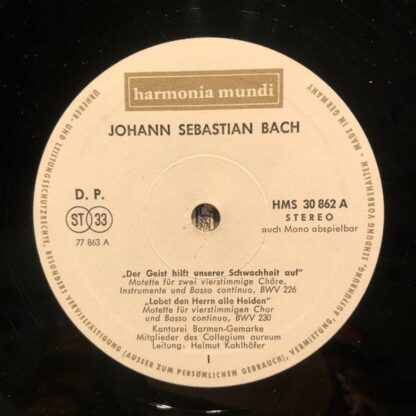 harmonia mundi
JOHANN SEBASTIAN BACH
D. P.
ST 33
77 863 A
HMS 30 862 A
STEREO
auch Mono abspielbar
„Der Geist hilft unserer Schwachheit auf"
Motette für zwei vierstimmige Chöre,
Instrumente und Basso continuo, BWV 226
„Lobet den Herrn alle Heiden"
Motette für vierstimmigen Chor
und Basso continuo, BWV 230
Kantorei Barmen-Gemarke
Mitglieder des Collegium aureum
Leitung: Helmut Kahlhöfer
I
MADE IN GERMANY
URHEBER- UND LEISTUNGSSCHUTZRECHTE, BESONDERS VERVIELFÄLTIGUNG (AUSSER ZUM PERSÖNLICHEN GEBRAUCH), VERMIETUNG, AUFFÜHRUNG, SENDUNG VORBEHALTEN